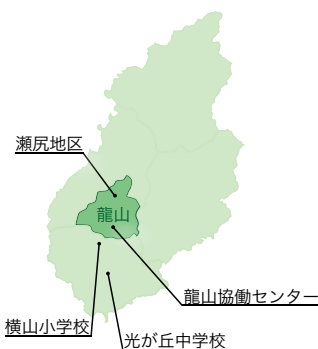 瀬尻地区
龍山
龍山協働センター
横山小学校
光が丘中学校